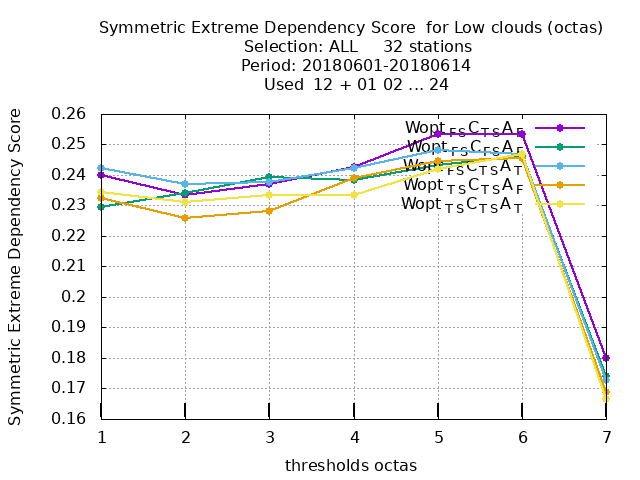 Symmetric Extreme Dependency Score for Low clouds (octas)
Selection: ALL 32 stations
Period: 20180601-20180614
Used 12 + 01 02 ... 24
Symmetric Extreme Dependency Score
0.26
0.25
0.24
0.23
0.22
0.21
0.2
0.19
0.18
0.17
0.16
Wopt FS C TS A F
Wopt FS C TS A F
Wopt FS C TS A T
Wopt TS C TS A F
Wopt TS C TS A T
1 2 3 4 5 6 7
thresholds octas